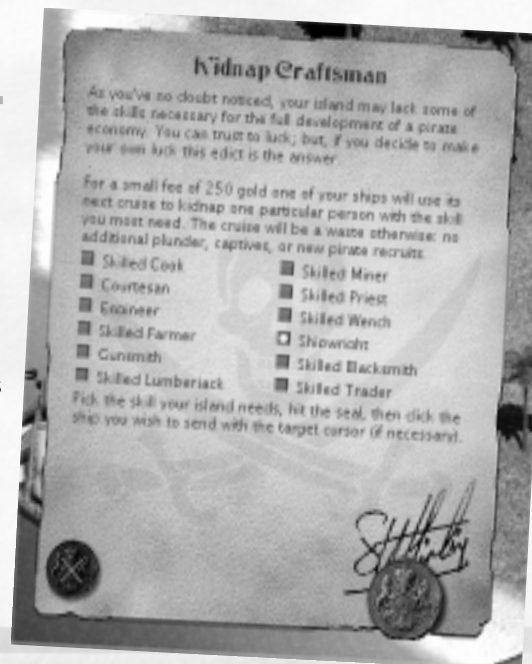 Kidnap Craftsman
As you've no doubt noticed, your island may lack some of
the skills necessary for the full development of a pirate
economy. You can trust to luck; but, if you decide to make
your own luck this edict is the answer.
For a small fee of 250 gold one of your ships will use its
next cruise to kidnap one particular person with the skill
you most need. The cruise will be a waste otherwise: no
additional plunder, captives, or new pirate recruits.
Skilled Cook
Courtesan
Engineer
Skilled Farmer
Gunsmith
Skilled Lumberjack
Skilled Miner
Skilled Priest
Skilled Wench
Shipwright
Skilled Blacksmith
Skilled Trader
Pick the skill your island needs, hit the seal, then click the
ship you wish to send with the target cursor (if necessary).